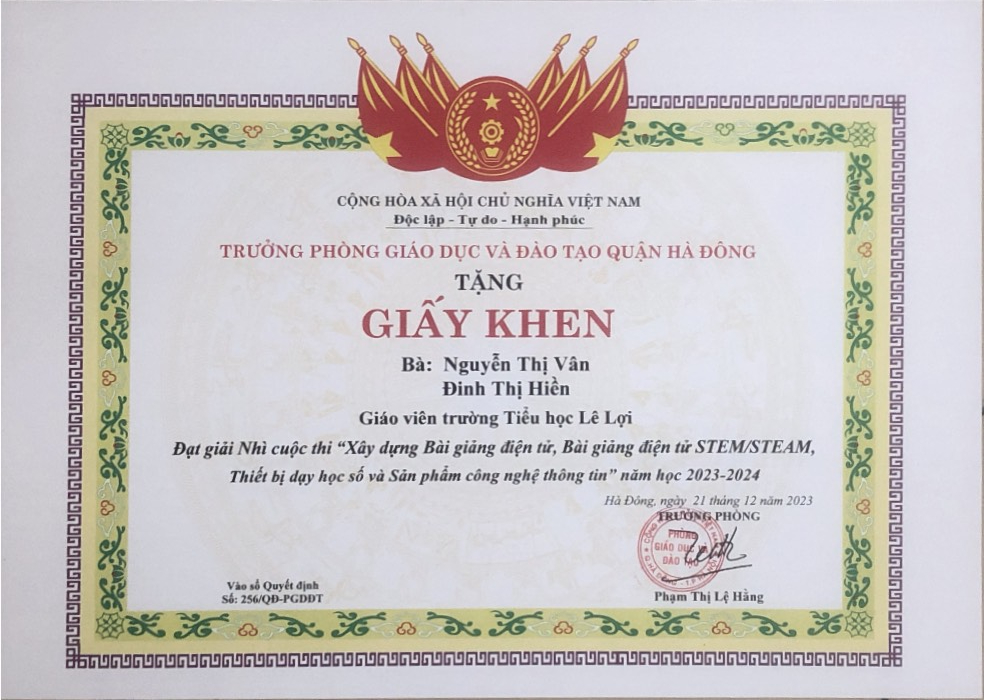 CỘNG HÒA XÃ HỘI CHỦ NGHĨA VIỆT NAM
Độc lập - Tự do - Hạnh phúc
TRƯỞNG PHÒNG GIÁO DỤC VÀ ĐÀO TẠO QUẬN HÀ ĐÔNG
TẶNG
GIẤY KHEN
Bà: Nguyễn Thị Vân
Đinh Thị Hiền
Giáo viên trường Tiểu học Lê Lợi
Đạt giải Nhì cuộc thi “Xây dựng Bài giảng điện tử, Bài giảng điện tử STEM/STEAM,
Thiết bị dạy học số và Sản phẩm công nghệ thông tin” năm học 2023-2024
Hà Đông, ngày 21 tháng 12 năm 2023
TRƯỞNG PHÒNG
PHÒNG
GIÁO DỤC
ĐÀO TẠO
Vào sổ Quyết định
Số: 256/QĐ-PGDĐT
Phạm Thị Lệ Hằng